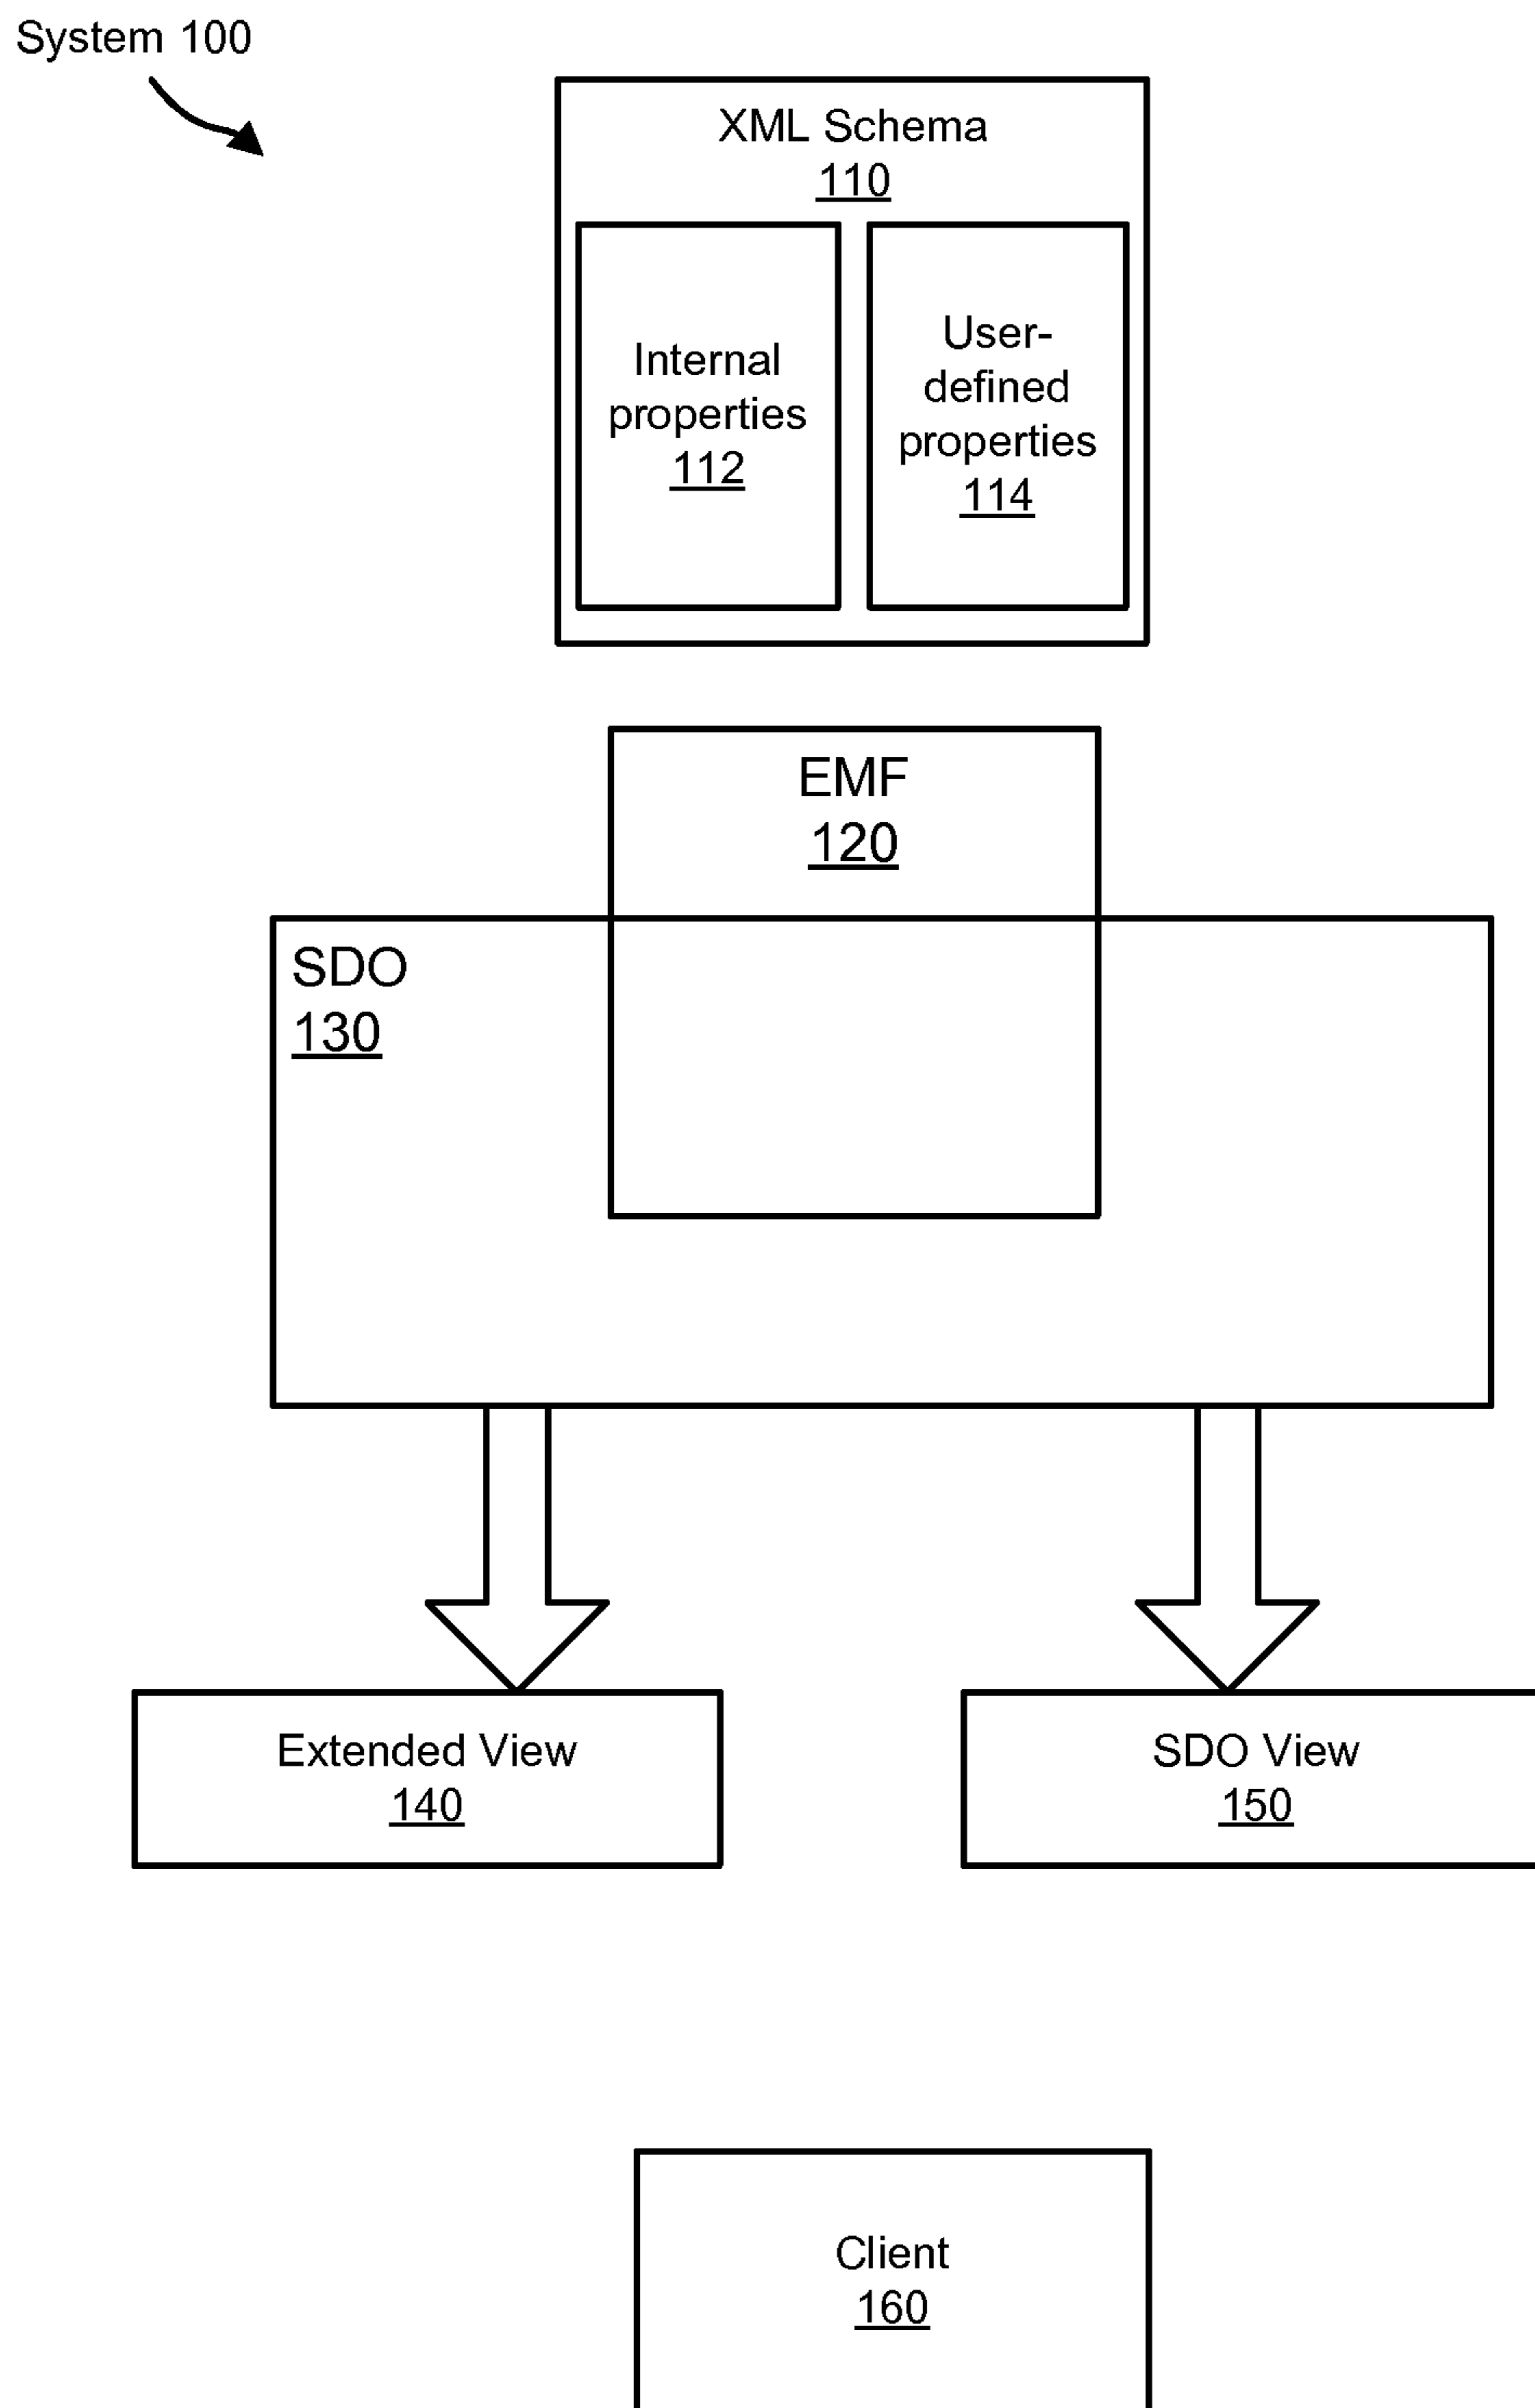 System 100
XML Schema
110
Internal
properties
112
User-
defined
properties
114
EMF
120
SDO
130
Extended View
140
SDO View
150
Client
160